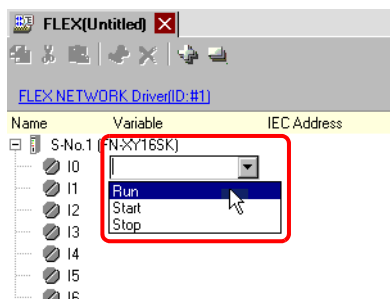 FLEX(Untitled)
FLEX NETWORK Driver(ID:#1)
Name Variable IEC Address
S-No.1 (FN-XY16SK)
I0
I1 Run
I2 Start
I3 Stop
I4
I5
I6